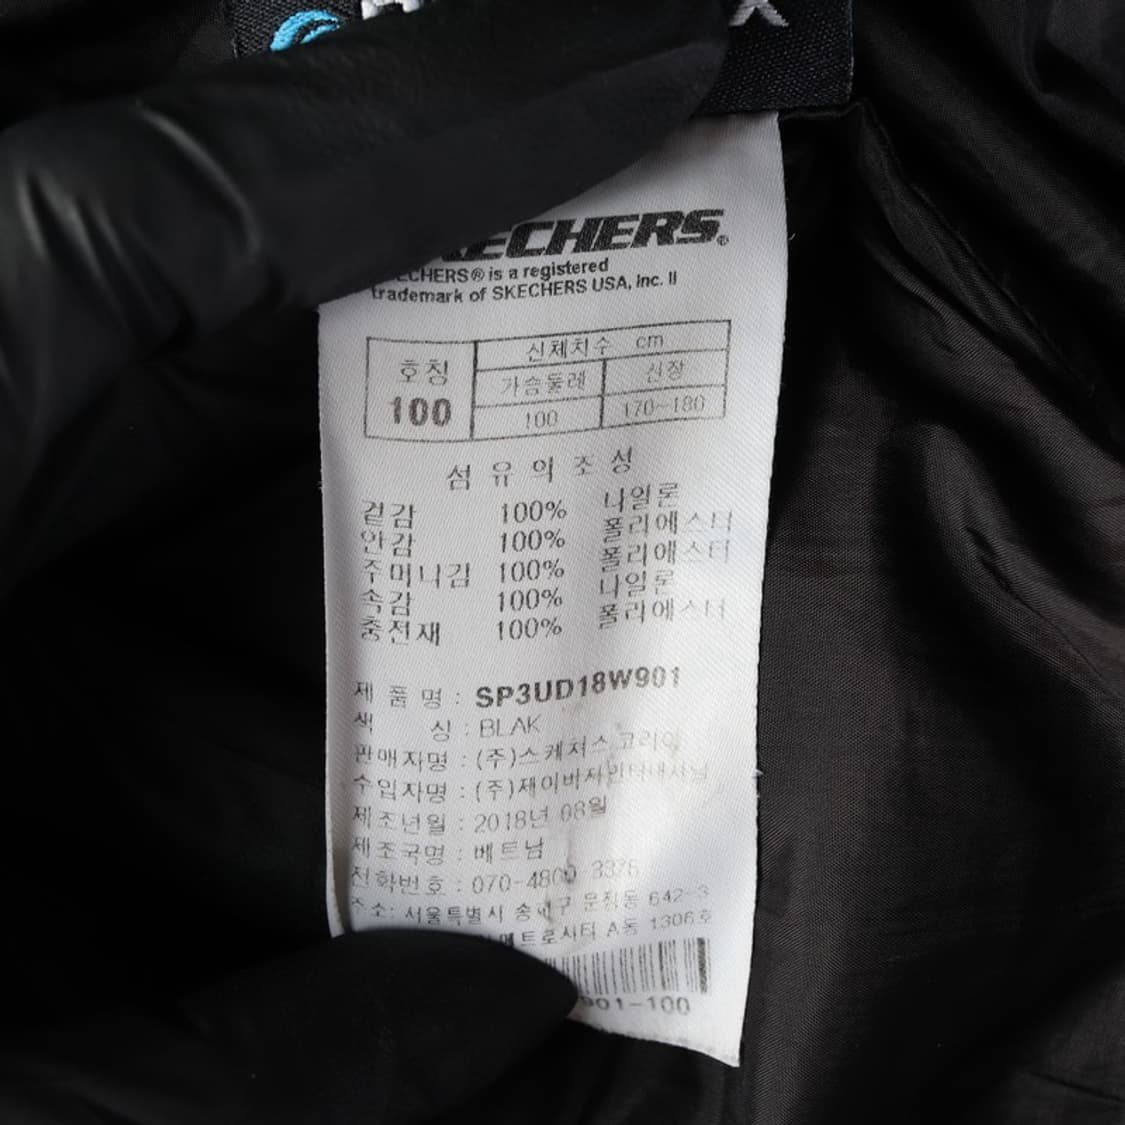 SKECHERS®
SKECHERS® is a registered
trademark of SKECHERS USA, Inc. II
호칭
100
신체치수 cm
가슴둘레 신장
100 170~180
섬유의조성
겉감 100% 나일론
안감 100% 폴리에스터
주머니감 100% 폴리에스터
속감 100% 나일론
충전재 100% 폴리에스터
제 품 명 : SP3UD18W901
색 상 : BLAK
판매자명 : (주)스케쳐스코리아
수입자명 : (주)제이버자인터내셔날
제조년월 : 2018년 08월
제조국명 : 베트남
전화번호 : 070-4800 3376
주소: 서울특별시 송파구 문정동 642-3
메트로시티 A동 1306호
901-100